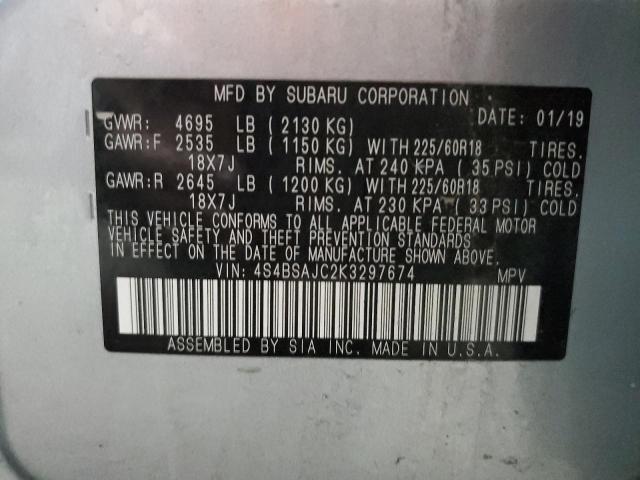 MFD BY SUBARU CORPORATION
DATE: 01/19
GVWR: 4695 LB ( 2130 KG)
GAWR:F 2535 LB ( 1150 KG) WITH 225/60R18 TIRES.
18X7J RIMS. AT 240 KPA ( 35 PSI) COLD
GAWR:R 2645 LB ( 1200 KG) WITH 225/60R18 TIRES.
18X7J RIMS. AT 230 KPA ( 33 PSI) COLD
THIS VEHICLE CONFORMS TO ALL APPLICABLE FEDERAL MOTOR
VEHICLE SAFETY AND THEFT PREVENTION STANDARDS
IN EFFECT ON THE DATE OF MANUFACTURE SHOWN ABOVE.
VIN: 4S4BSAJC2K3297674 MPV
ASSEMBLED BY SIA INC. MADE IN U.S.A.